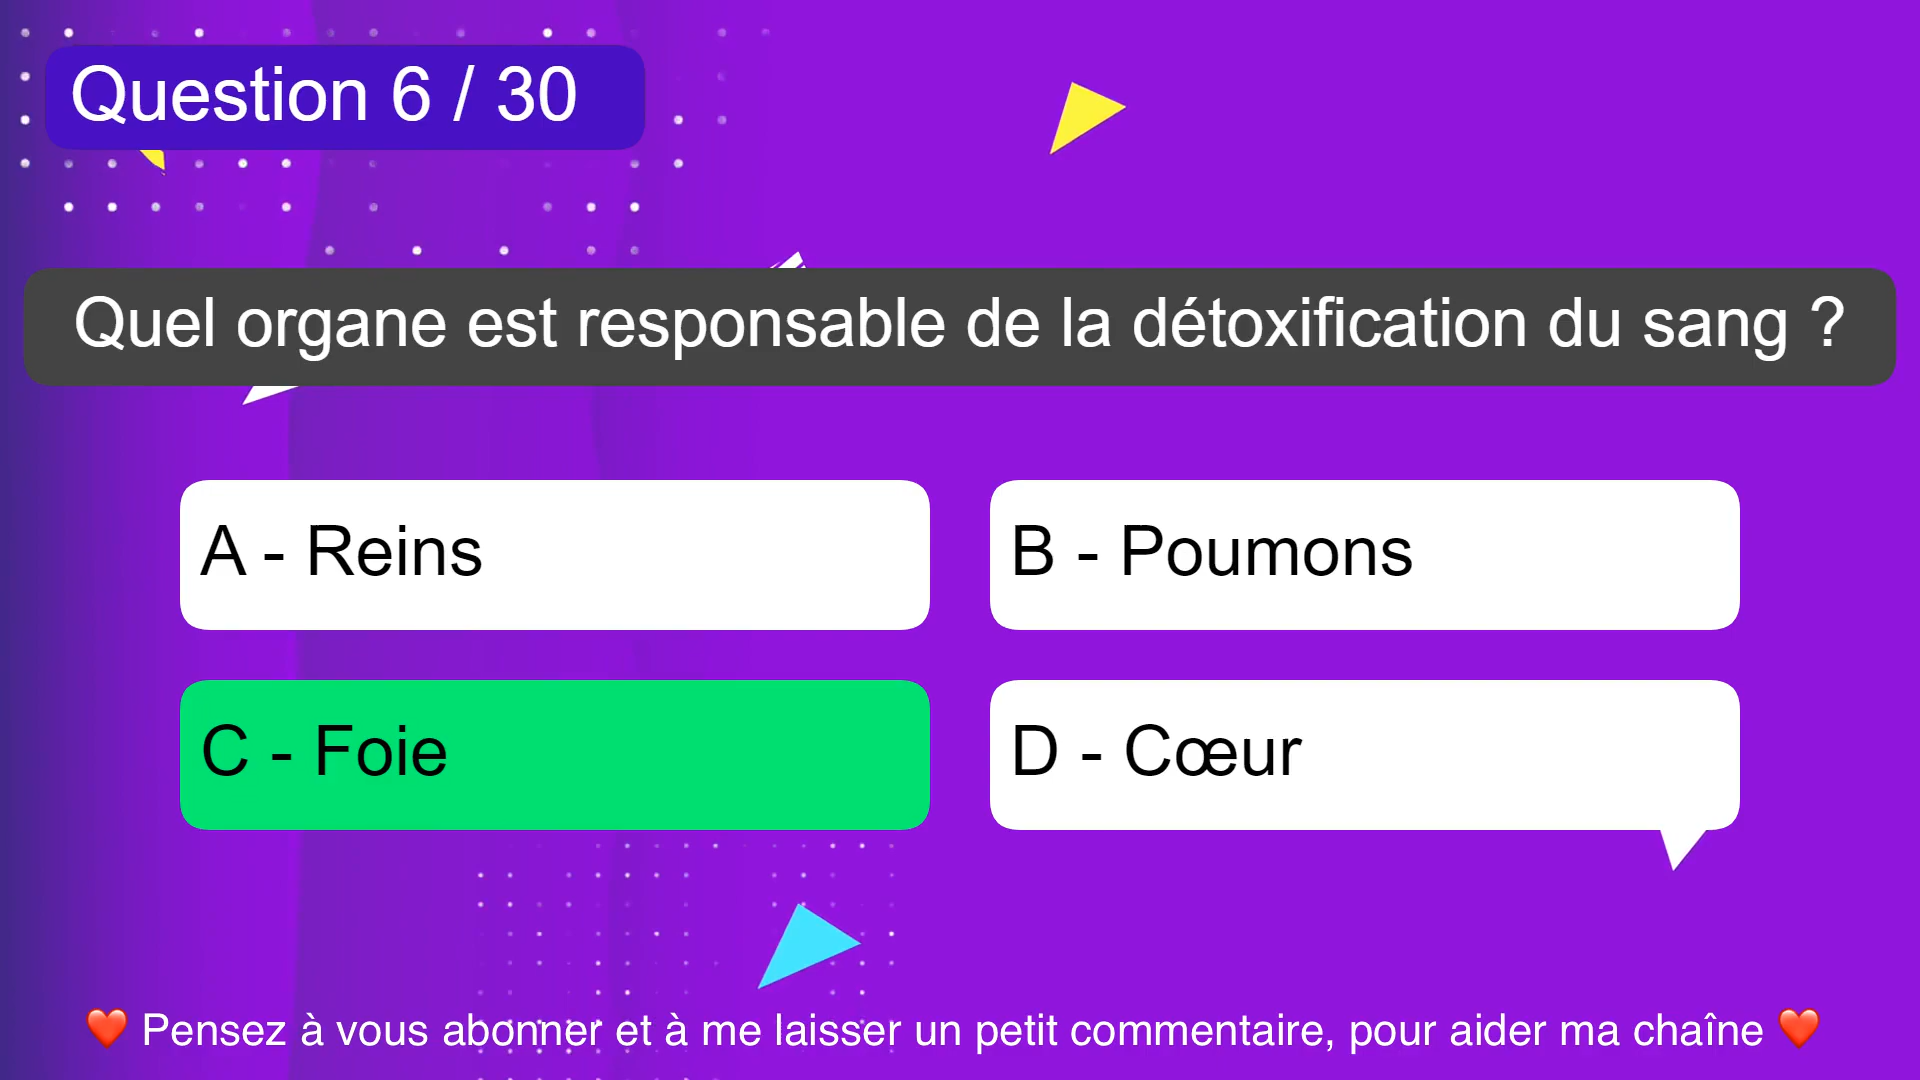 Question 6 / 30
Quel organe est responsable de la détoxification du sang ?
A - Reins
B - Poumons
C - Foie
D - Cœur
❤️ Pensez à vous abonner et à me laisser un petit commentaire, pour aider ma chaîne ❤️